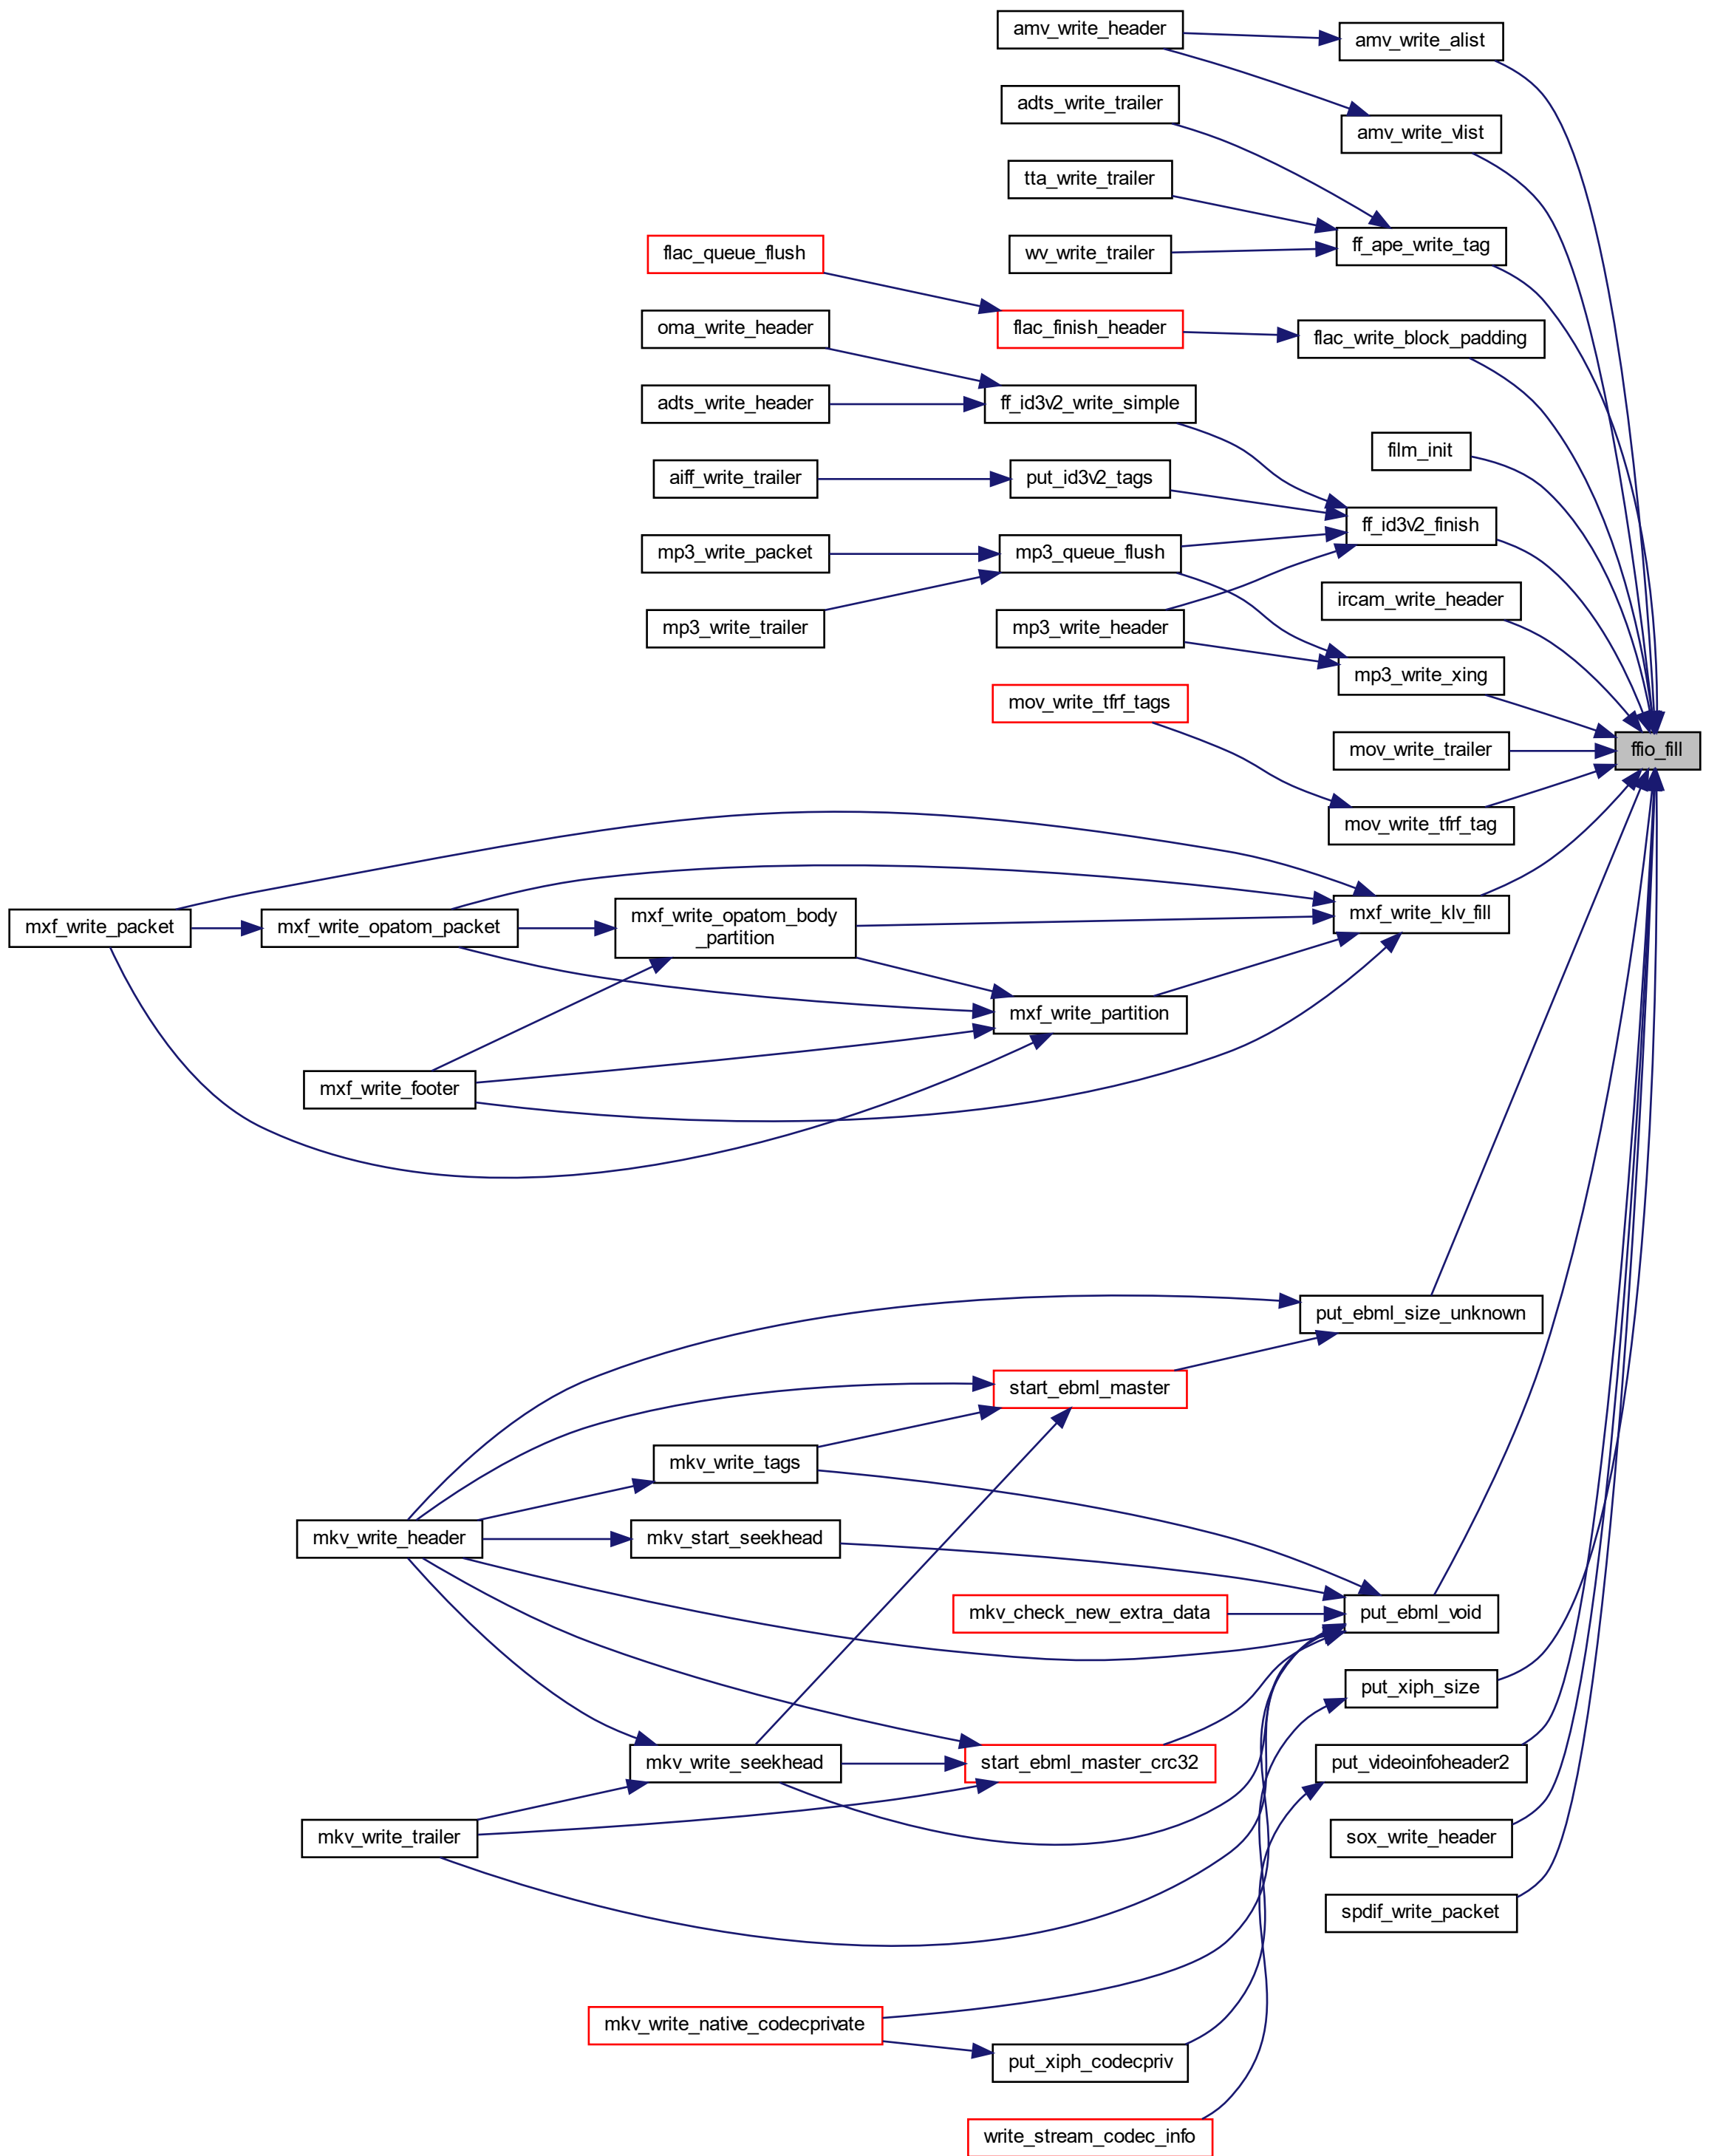 amv_write_header
amv_write_alist
adts_write_trailer
amv_write_vlist
tta_write_trailer
ff_ape_write_tag
flac_queue_flush
wv_write_trailer
oma_write_header
flac_finish_header
flac_write_block_padding
adts_write_header
ff_id3v2_write_simple
film_init
aiff_write_trailer
put_id3v2_tags
ff_id3v2_finish
mp3_write_packet
mp3_queue_flush
ircam_write_header
mp3_write_trailer
mp3_write_header
mp3_write_xing
mov_write_tfrf_tags
mov_write_trailer
ffio_fill
mov_write_tfrf_tag
mxf_write_packet
mxf_write_opatom_packet
mxf_write_opatom_body
_partition
mxf_write_klv_fill
mxf_write_partition
mxf_write_footer
put_ebml_size_unknown
start_ebml_master
mkv_write_tags
mkv_write_header
mkv_start_seekhead
mkv_check_new_extra_data
put_ebml_void
put_xiph_size
mkv_write_seekhead
start_ebml_master_crc32
put_videoinfoheader2
mkv_write_trailer
sox_write_header
spdif_write_packet
mkv_write_native_codecprivate
put_xiph_codecpriv
write_stream_codec_info